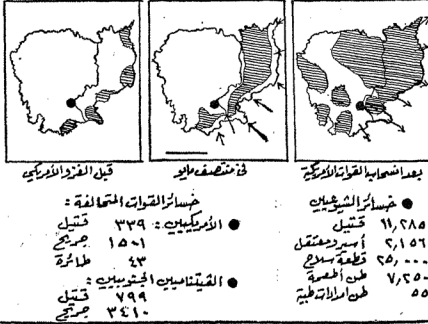 قبل الغزو الأمريكي
في منتصف مايو
بعد انسحاب القوات الأمريكية
● خسائر الشيوعيين
١١,٢٨٥ قتيل
٢,١٥٦ أسير ومعتقل
٢٥,٠٠٠ قطعة سلاح
٧,٢٥٠ طن أطعمة
٥٥ طن امدادات طبية
خسائر القوات المتحالفة :
● الأمريكيين : ٣٣٩ قتيل
١٥٠١ جريح
٤٣ طائرة
● الفيتناميين الجنوبيين :
٧٩٩ قتيل
٣٤١٠ جريح